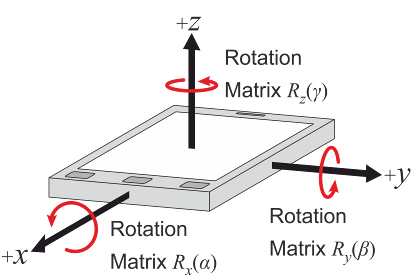 +z
Rotation
Matrix Rz(γ)
+y
Rotation
Matrix Ry(β)
+x
Rotation
Matrix Rx(α)